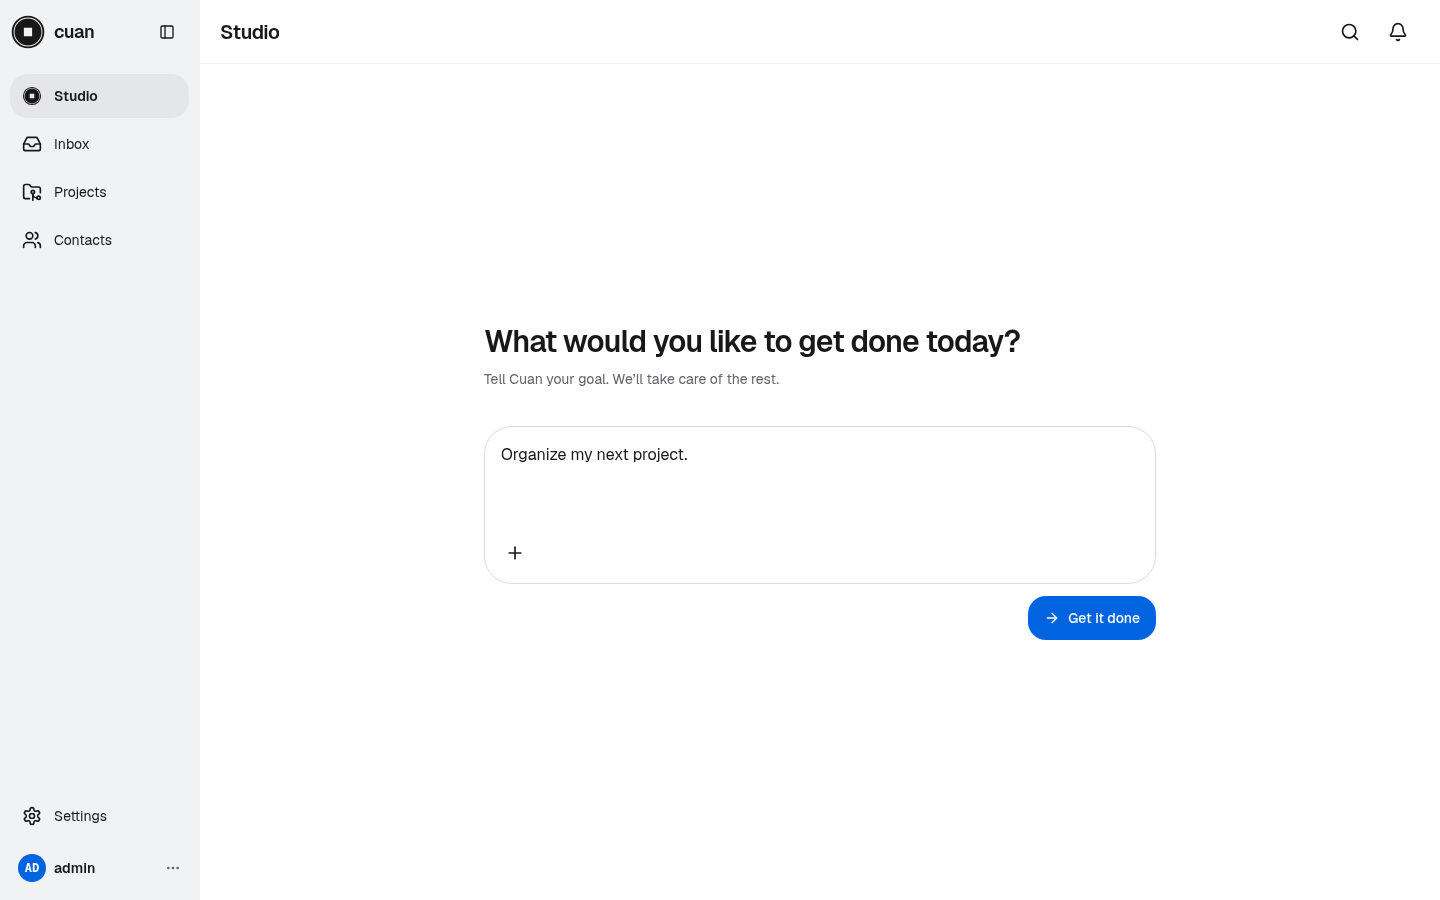 cuan
Studio
Studio
Inbox
Projects
Contacts
What would you like to get done today?
Tell Cuan your goal. We'll take care of the rest.
Organize my next project.
Get it done
Settings
AD
admin